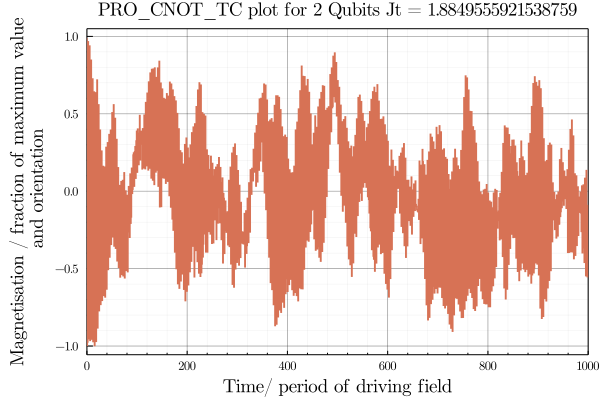 PRO_CNOT_TC plot for 2 Qubits Jt = 1.8849555921538759
Magnetisation / fraction of maximum value
and orientation
1.0
0.5
0.0
−0.5
−1.0
0 200 400 600 800 1000
Time/ period of driving field